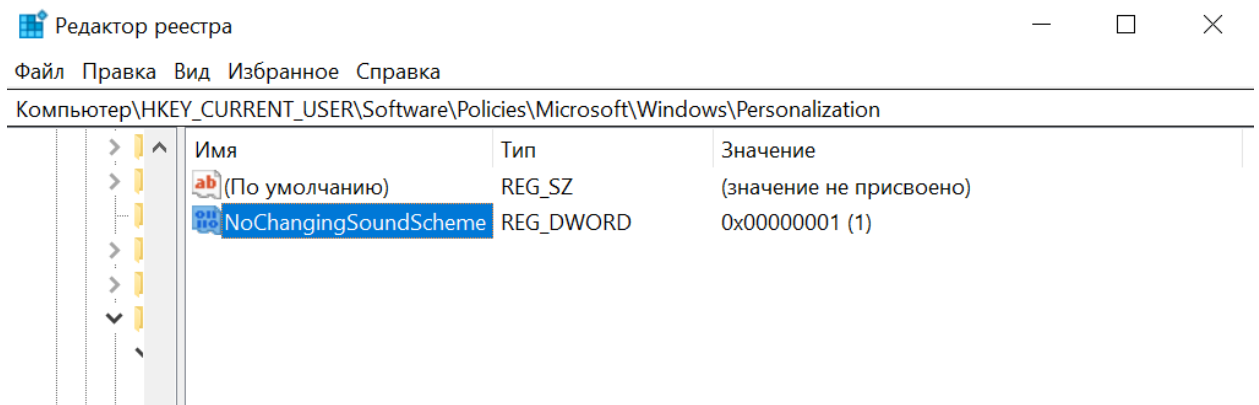 Редактор реестра
Файл Правка Вид Избранное Справка
Компьютер\HKEY_CURRENT_USER\Software\Policies\Microsoft\Windows\Personalization
Имя Тип Значение
ab (По умолчанию) REG_SZ (значение не присвоено)
NoChangingSoundScheme REG_DWORD 0x00000001 (1)